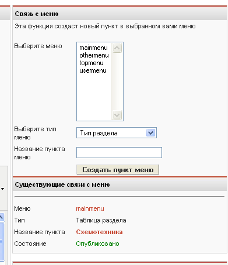 Связь с меню
Эта функция создаст новый пункт в выбранном вами меню
Выберите меню
mainmenu
othermenu
topmenu
usermenu
Выберите тип меню
Тип раздела
Название пункта меню
Создать пункт меню
Существующие связи с меню
Меню mainmenu
Тип Таблица раздела
Название пункта Схемотехника
Состояние Опубликовано